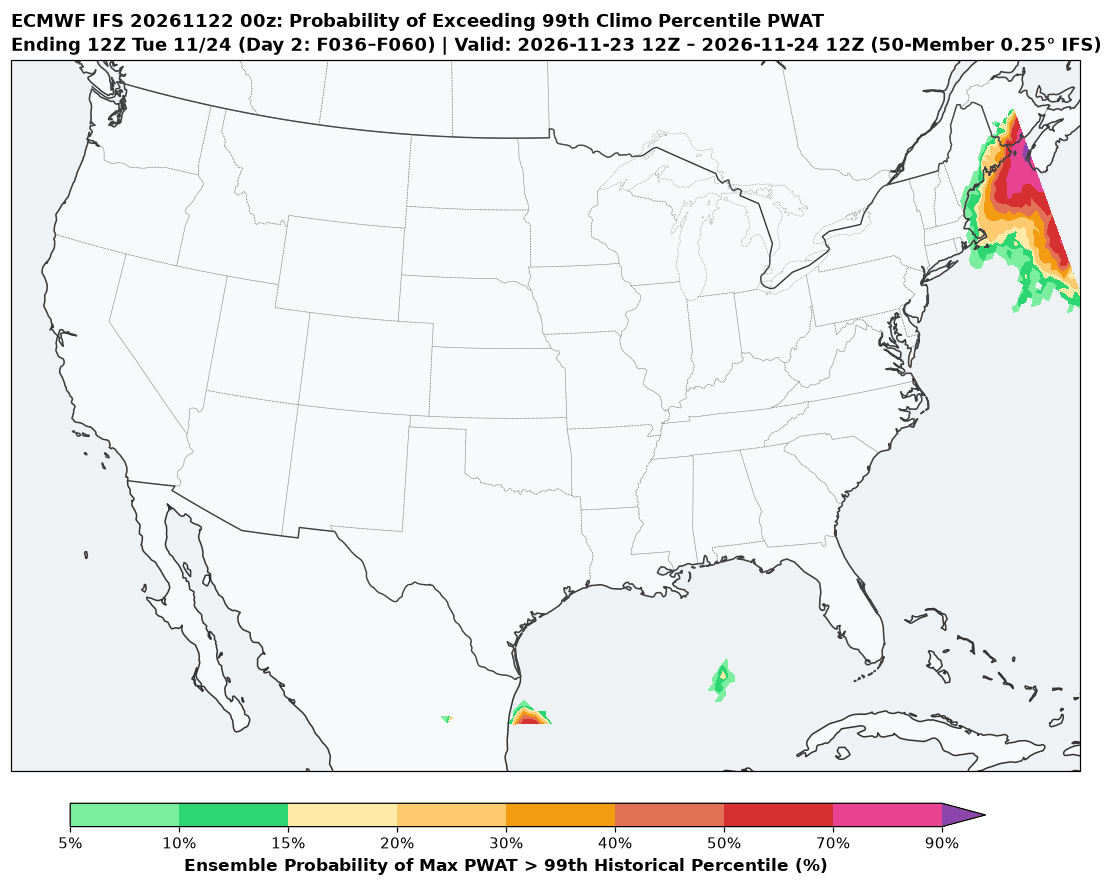 ECMWF IFS 20261122 00z: Probability of Exceeding 99th Climo Percentile PWAT
Ending 12Z Tue 11/24 (Day 2: F036–F060) | Valid: 2026-11-23 12Z – 2026-11-24 12Z (50-Member 0.25° IFS)
5% 10% 15% 20% 30% 40% 50% 70% 90%
Ensemble Probability of Max PWAT > 99th Historical Percentile (%)